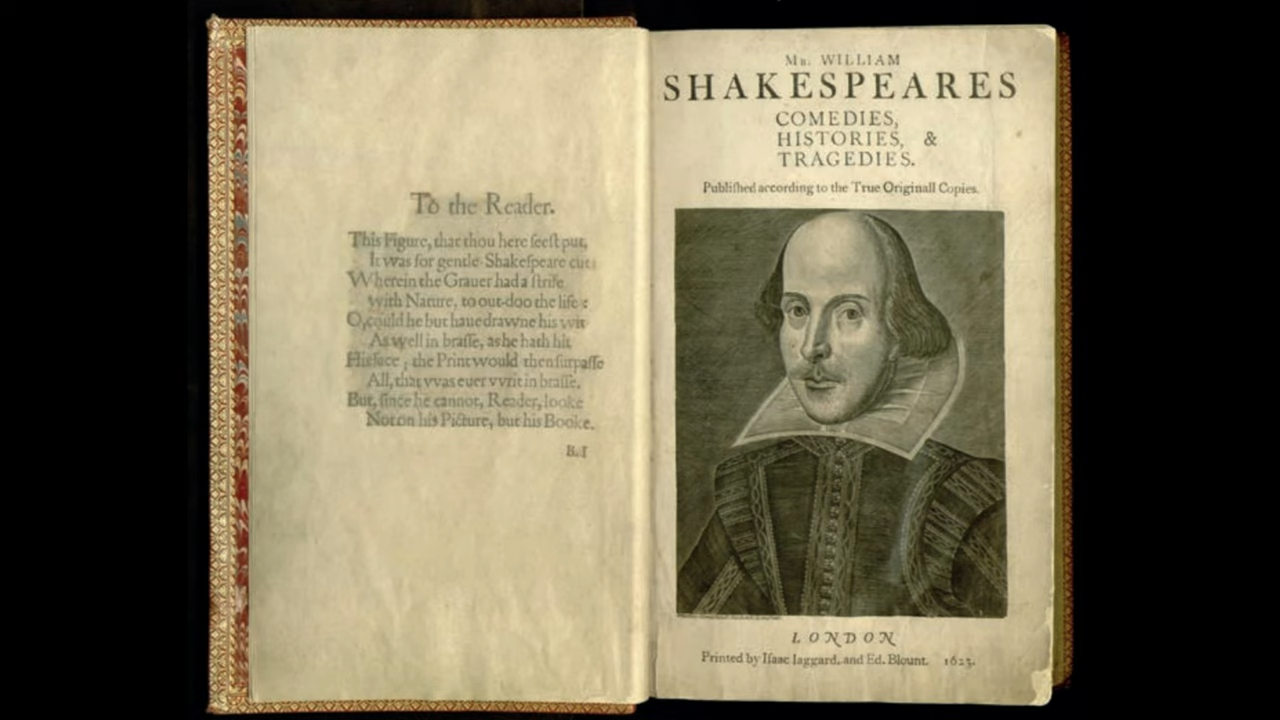 To the Reader.
This Figure, that thou here seest put,
It was for gentle Shakespeare cut:
Wherein the Grauer had a strife
with Nature, to out-doo the life:
O, could he but haue drawne his wit
As well in brasse, as he hath hit
His face; the Print would then surpasse
All, that vvas euer vvrit in brasse.
But, since he cannot, Reader, looke
Not on his Picture, but his Booke.
B. I
Mr. WILLIAM
SHAKESPEARES
COMEDIES,
HISTORIES, &
TRAGEDIES.
Publiſhed according to the True Originall Copies.
LONDON
Printed by Iſaac Iaggard, and Ed. Blount. 1623.